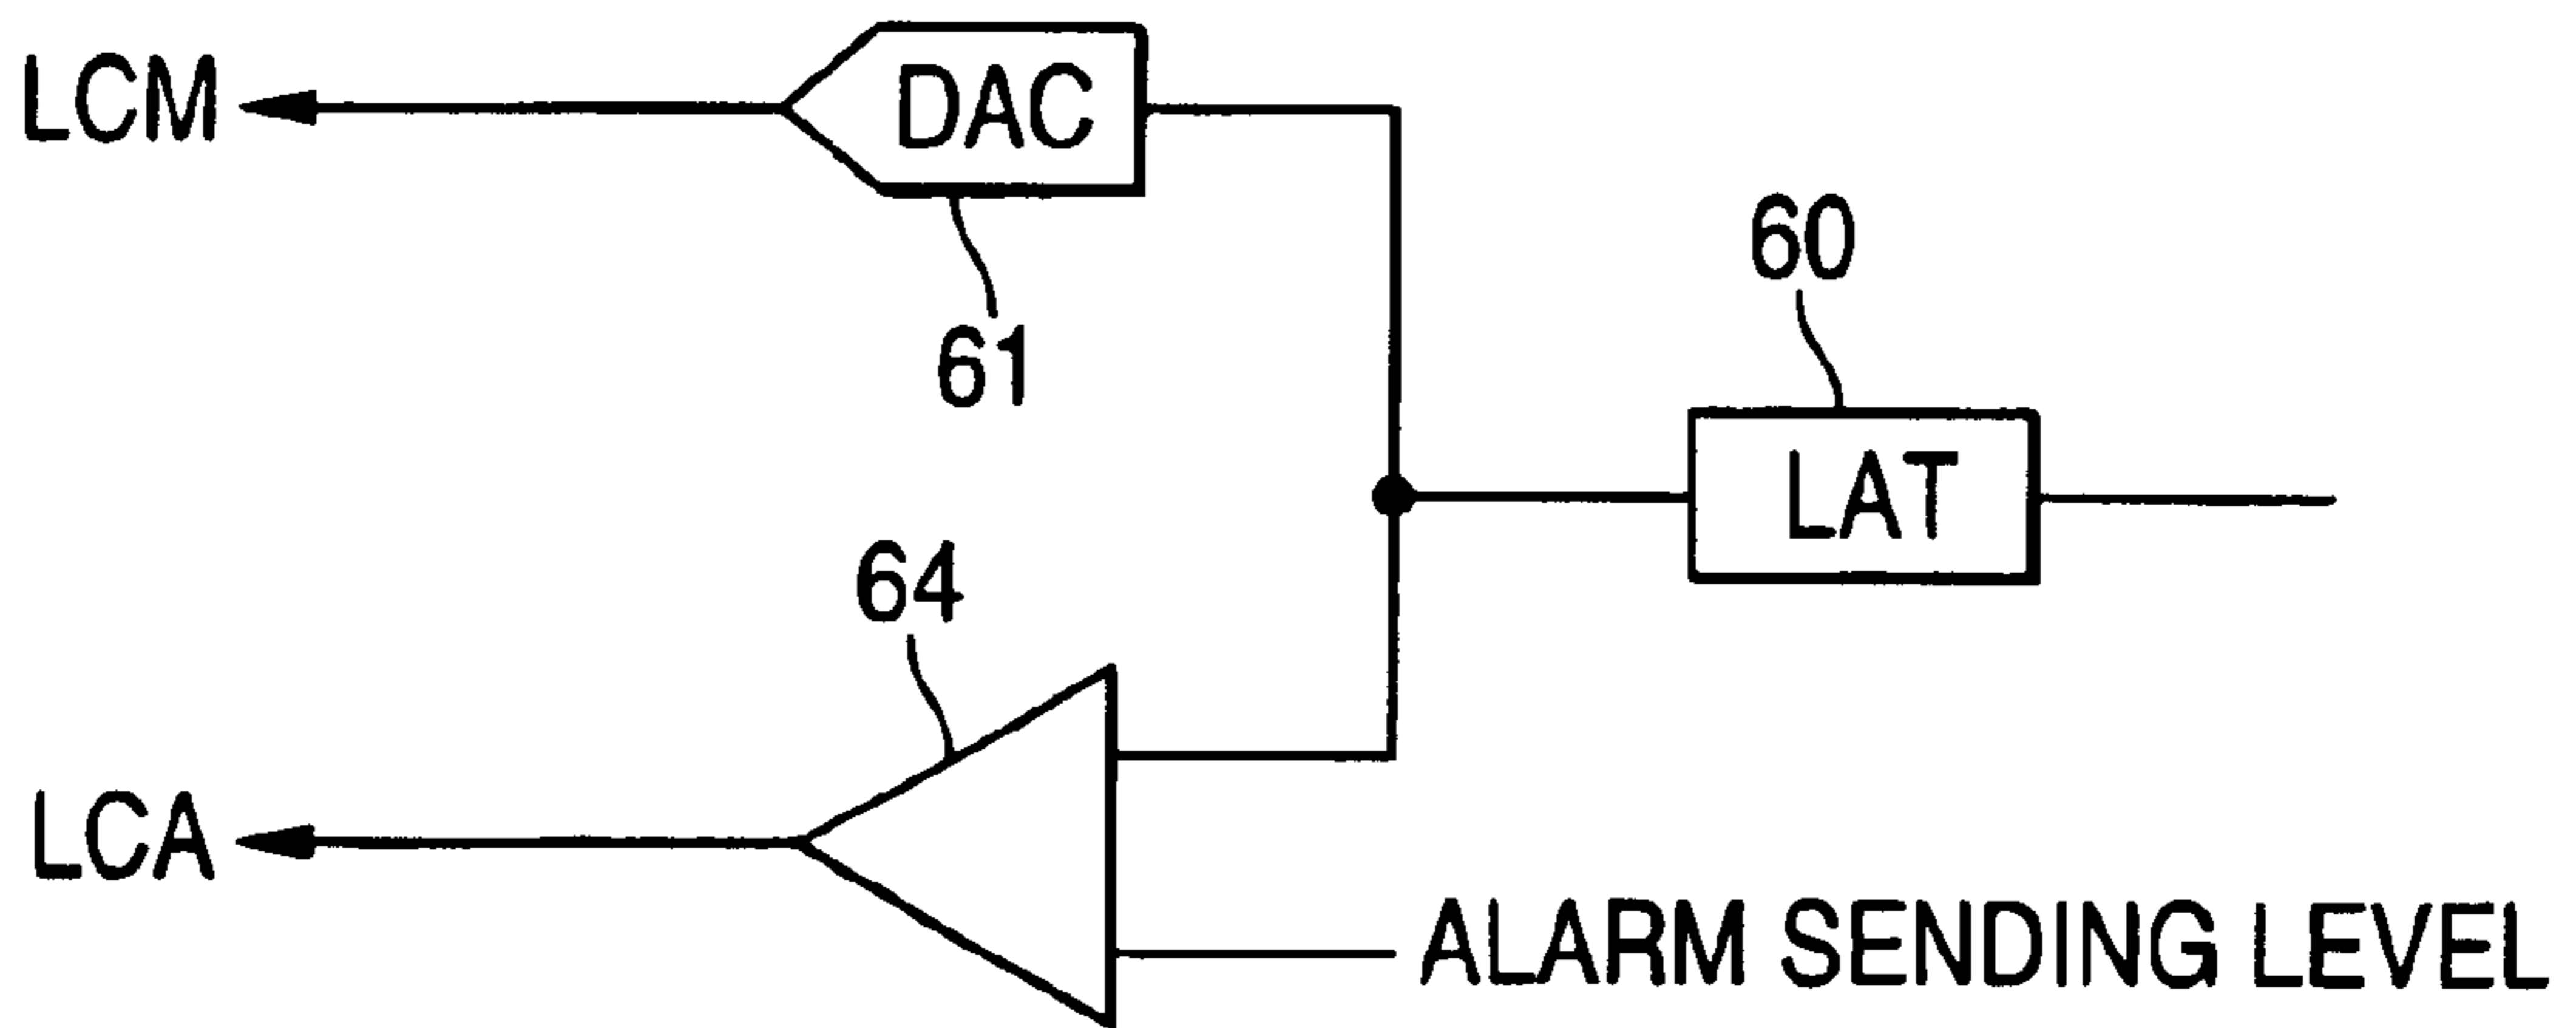 LCM
DAC
61
60
LAT
64
LCA
ALARM SENDING LEVEL